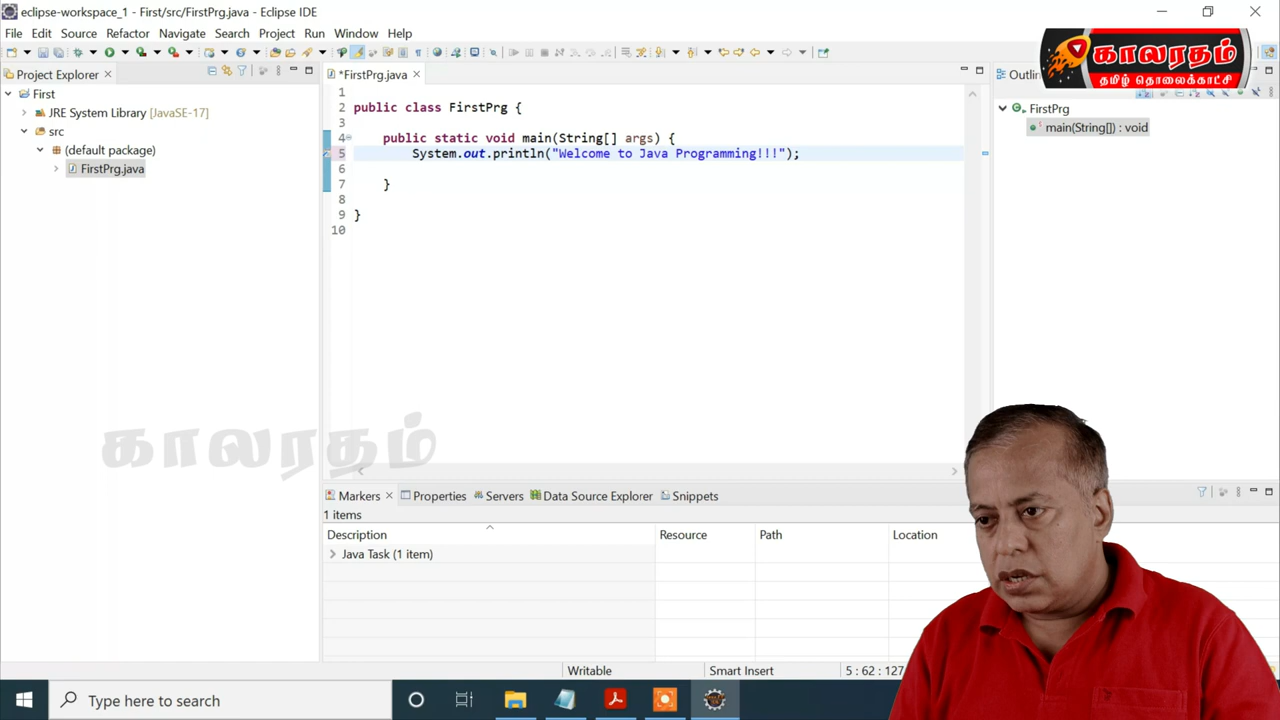 eclipse-workspace_1 - First/src/FirstPrg.java - Eclipse IDE
File Edit Source Refactor Navigate Search Project Run Window Help
காலரதம்
தமிழ் தொலைக்காட்சி
Project Explorer
*FirstPrg.java
First
JRE System Library [JavaSE-17]
src
(default package)
FirstPrg.java
1
2 public class FirstPrg {
3
4 public static void main(String[] args) {
5 System.out.println("Welcome to Java Programming!!!");
6
7 }
8
9 }
10
FirstPrg
main(String[]) : void
காலரதம்
Markers Properties Servers Data Source Explorer Snippets
1 items
Description Resource Path Location
Java Task (1 item)
Writable Smart Insert
Type here to search